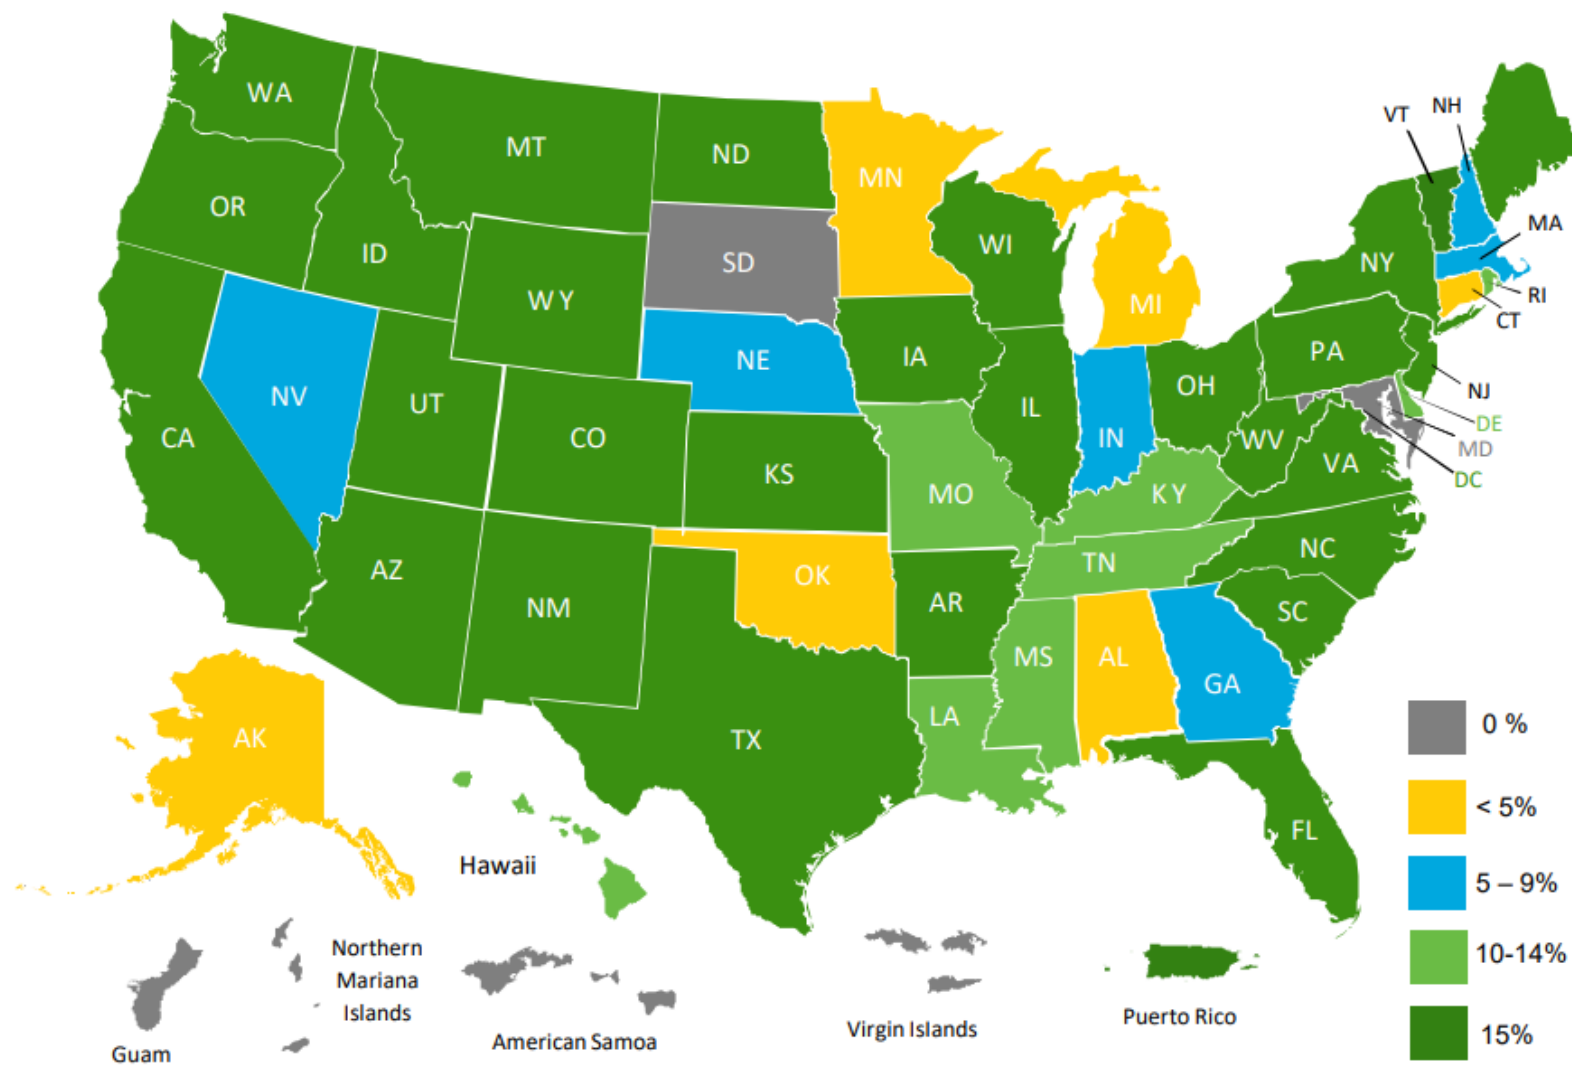 WA
MT
ND
MN
VT
NH
OR
ID
WY
SD
WI
MI
NY
MA
RI
CT
NV
UT
CO
NE
IA
IL
IN
OH
PA
NJ
DE
MD
DC
CA
KS
MO
KY
WV
VA
AZ
NM
OK
AR
TN
NC
SC
MS
AL
GA
LA
TX
FL
AK
Hawaii
0 %
< 5%
5 – 9%
10-14%
15%
Guam
Northern
Mariana
Islands
American Samoa
Virgin Islands
Puerto Rico